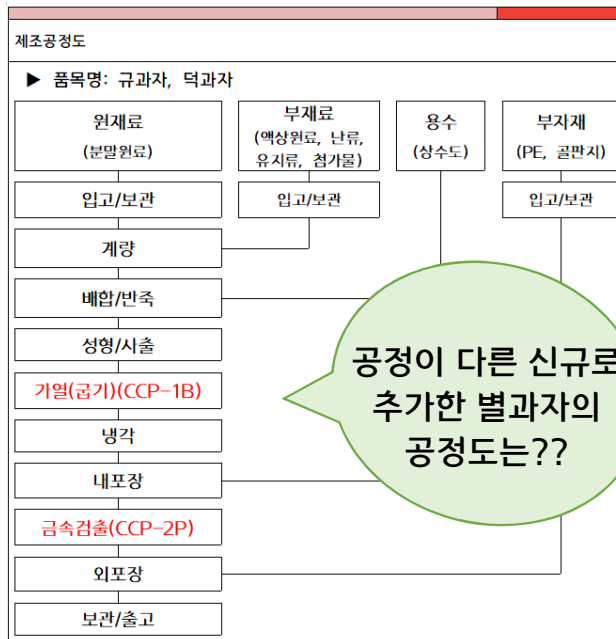 제조공정도
▶ 품목명: 규과자, 덕과자
원재료
(분말원료)
부재료
(액상원료, 난류,
유지류, 첨가물)
용수
(상수도)
부자재
(PE, 골판지)
입고/보관
입고/보관
입고/보관
계량
배합/반죽
성형/사출
가열(굽기)(CCP-1B)
냉각
내포장
금속검출(CCP-2P)
외포장
보관/출고
공정이 다른 신규로
추가한 별과자의
공정도는??